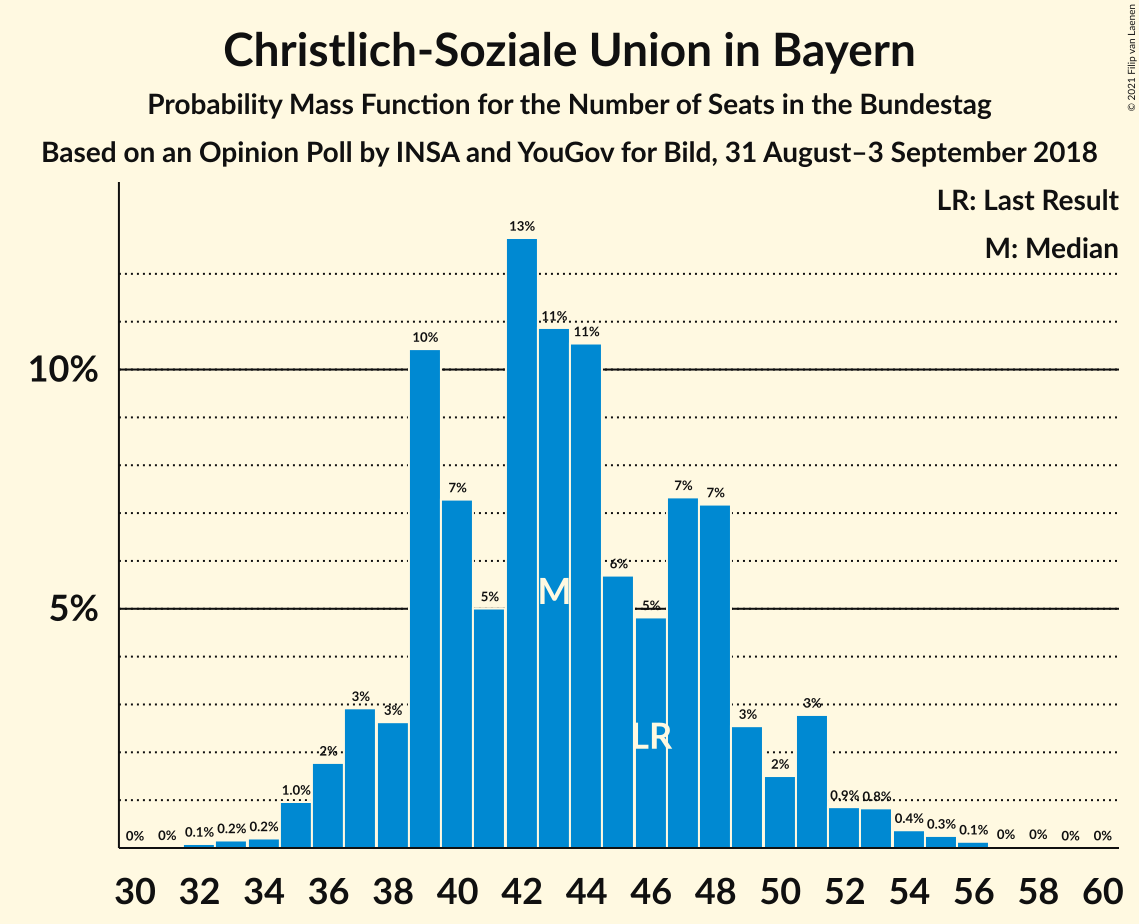 Christlich-Soziale Union in Bayern
Probability Mass Function for the Number of Seats in the Bundestag
Based on an Opinion Poll by INSA and YouGov for Bild, 31 August–3 September 2018
© 2021 Filip van Laenen
LR: Last Result
M: Median
10%
5%
0% 0% 0.1% 0.2% 0.2% 1.0% 2% 3% 3% 10% 7% 5% 13% 11% 11% 6% 5% 7% 7% 3% 2% 3% 0.9% 0.8% 0.4% 0.3% 0.1% 0% 0% 0% 0%
M
LR
30 32 34 36 38 40 42 44 46 48 50 52 54 56 58 60